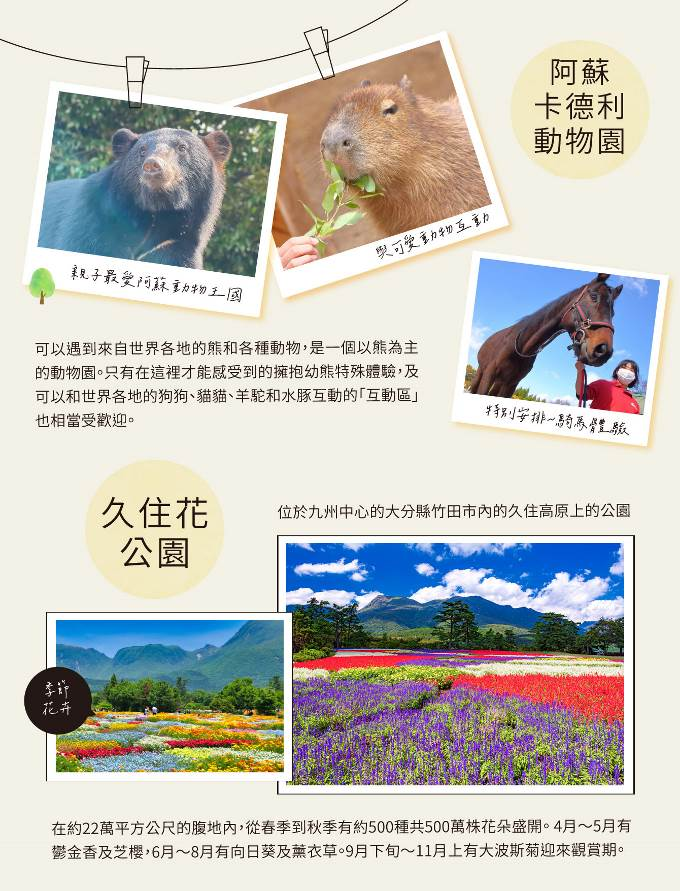 阿蘇
卡德利
動物園
親子最愛阿蘇動物王國
與可愛動物互動
特別安排~騎馬體驗
可以遇到來自世界各地的熊和各種動物,是一個以熊為主
的動物園。只有在這裡才能感受到的擁抱幼熊特殊體驗,及
可以和世界各地的狗狗、貓貓、羊駝和水豚互動的「互動區」
也相當受歡迎。
久住花
公園
位於九州中心的大分縣竹田市內的久住高原上的公園
季節
花卉
在約22萬平方公尺的腹地內,從春季到秋季有約500種共500萬株花朵盛開。4月～5月有
鬱金香及芝櫻,6月～8月有向日葵及薰衣草。9月下旬～11月上有大波斯菊迎來觀賞期。